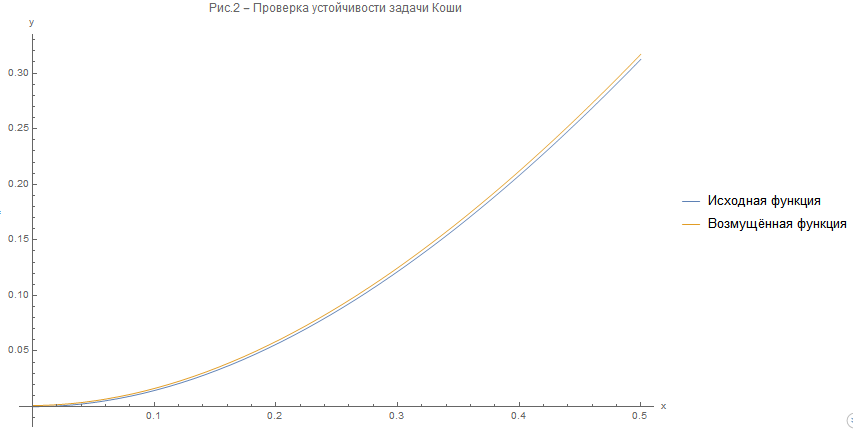 Рис.2 – Проверка устойчивости задачи Коши
y
0.30
0.25
0.20
0.15
0.10
0.05
0.1 0.2 0.3 0.4 0.5 x
Исходная функция
Возмущённая функция